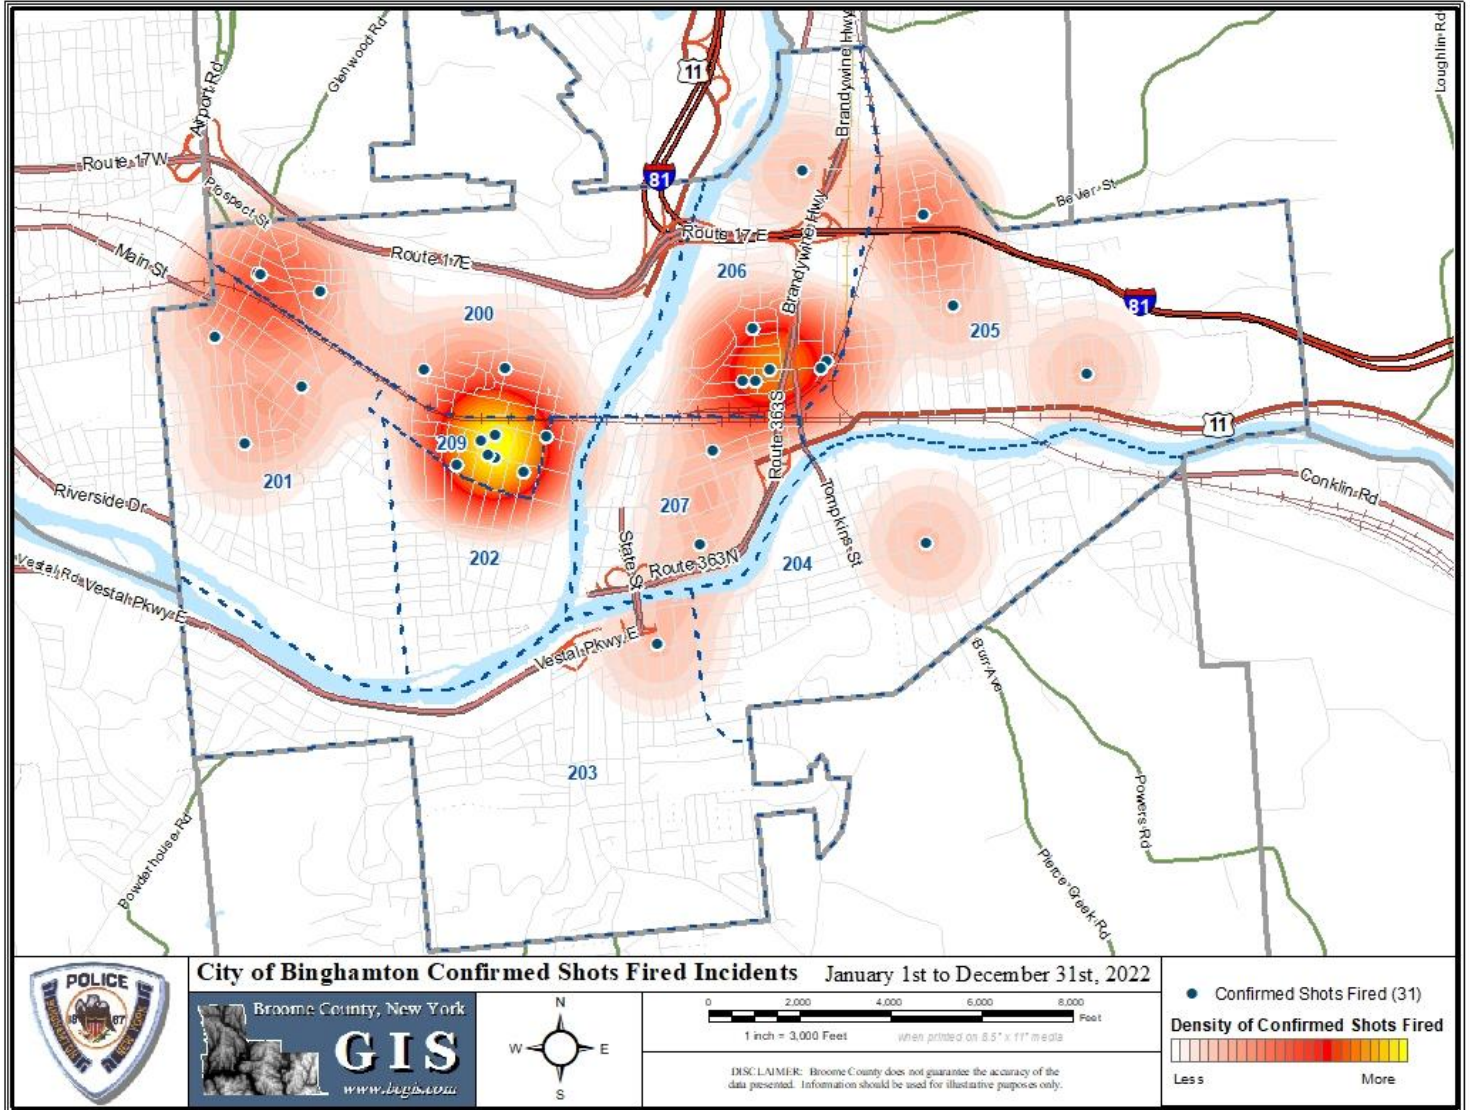 Loughlin Rd
Glenwood Rd
Brandywine Hwy
11
Airport Rd
Route 17W
81
Prospect St
Bevier St
Route 17 E
Main St
Route 17E
206
Brandywine Hwy
81
200
205
Route 363S
11
209
201
Riverside Dr
207
Conklin Rd
Tompkins St
State St
202
Route 363N
204
Vestal Rd
Vestal Pkwy E
Vestal Pkwy E
Burr Ave
203
Powers Rd
Powderhouse Rd
Pierce Creek Rd
POLICE
BINGHAMTON
NEW YORK
1867
City of Binghamton Confirmed Shots Fired Incidents January 1st to December 31st, 2022
Broome County, New York
GIS
www.bcgis.com
N
W E
S
0 2,000 4,000 6,000 8,000
Feet
1 inch = 3,000 Feet when printed on 8.5" x 11" media
DISCLAIMER: Broome County does not guarantee the accuracy of the
data presented. Information should be used for illustrative purposes only.
Confirmed Shots Fired (31)
Density of Confirmed Shots Fired
Less More